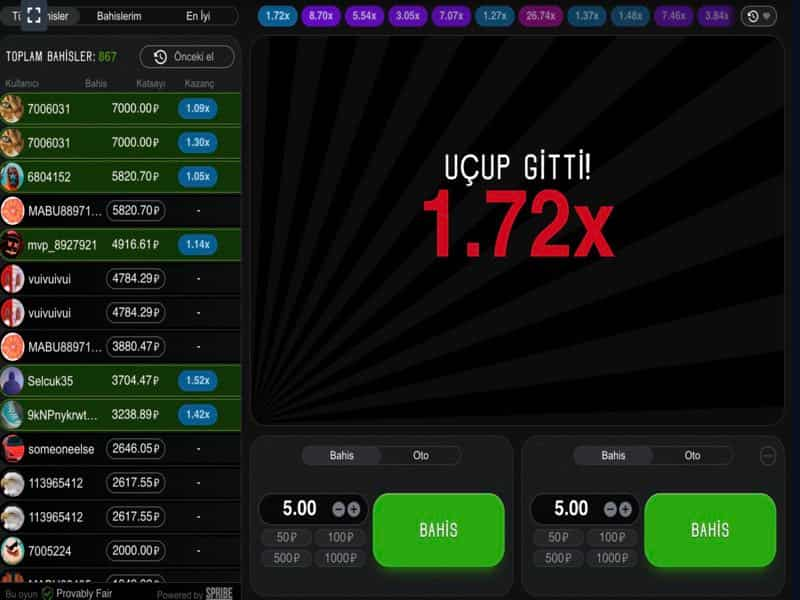 Bahislerim
En İyi
1.72x 8.70x 5.54x 3.05x 7.07x 1.27x 26.74x 1.37x 1.48x 7.46x 3.84x
TOPLAM BAHİSLER: 867
Önceki el
Kullanıcı Bahis Katsayı Kazanç
7006031 7000.00₽ 1.09x
7006031 7000.00₽ 1.30x
6804152 5820.70₽ 1.05x
MABU88971... 5820.70₽ -
mvp_8927921 4916.61₽ 1.14x
vuivuivui 4784.29₽ -
vuivuivui 4784.29₽ -
MABU88971... 3880.47₽ -
Selcuk35 3704.47₽ 1.52x
9kNPnykrwt... 3238.89₽ 1.42x
someoneelse 2646.05₽ -
113965412 2617.55₽ -
113965412 2617.55₽ -
7005224 2000.00₽ -
Bu oyun Provably Fair Powered by SPRIBE
UÇUP GİTTİ!
1.72x
Bahis Oto
5.00
50₽ 100₽
500₽ 1000₽
BAHİS
Bahis Oto
5.00
50₽ 100₽
500₽ 1000₽
BAHİS